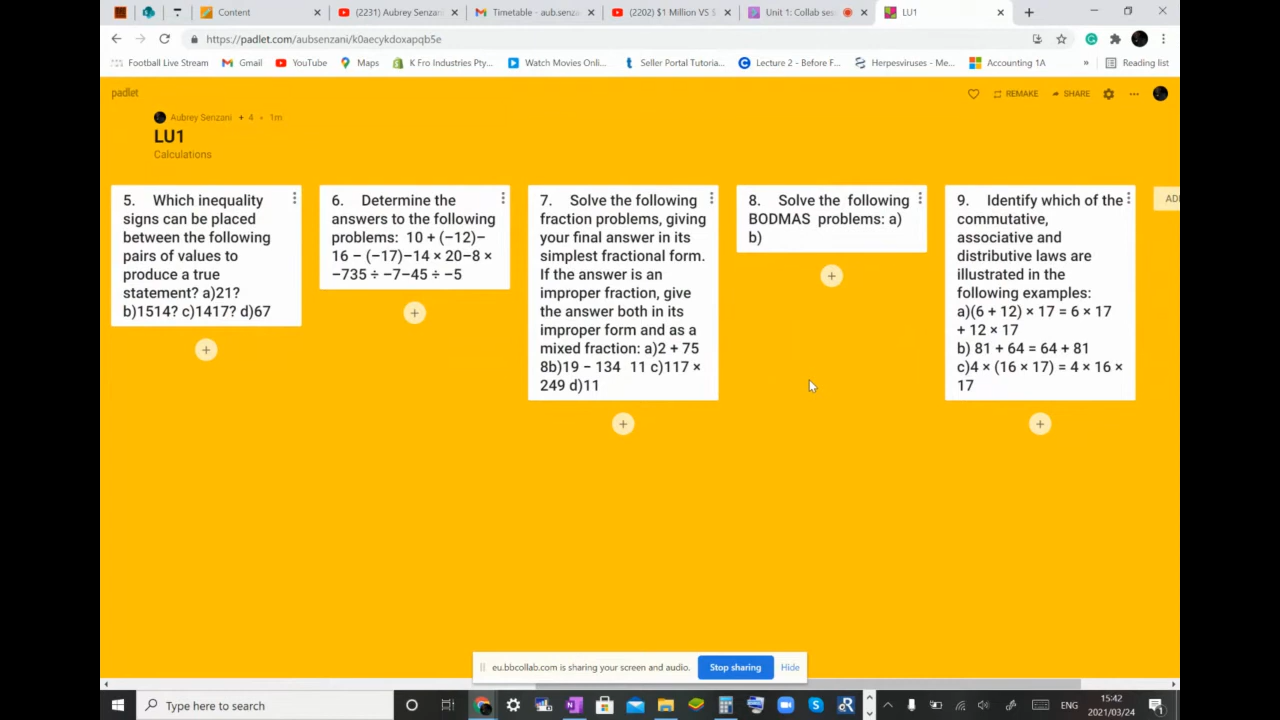 Content
(2231) Aubrey Senzan
Timetable - aub.senza
(2202) $1 Million VS $
Unit 1: Collab ses
LU1
https://padlet.com/aubsenzani/k0aecykdoxapqb5e
Football Live Stream
Gmail
YouTube
Maps
K Fro Industries Pty...
Watch Movies Onli...
Seller Portal Tutoria...
Lecture 2 - Before F...
Herpesviruses - Me...
Accounting 1A
»
Reading list
padlet
REMAKE
SHARE
Aubrey Senzani + 4 • 1m
LU1
Calculations
5. Which inequality
signs can be placed
between the following
pairs of values to
produce a true
statement? a)21?
b)1514? c)1417? d)67
6. Determine the
answers to the following
problems: 10 + (−12)−
16 − (−17)−14 × 20−8 ×
−735 ÷ −7−45 ÷ −5
7. Solve the following
fraction problems, giving
your final answer in its
simplest fractional form.
If the answer is an
improper fraction, give
the answer both in its
improper form and as a
mixed fraction: a)2 + 75
8b)19 − 134 11 c)117 ×
249 d)11
8. Solve the following
BODMAS problems: a)
b)
9. Identify which of the
commutative,
associative and
distributive laws are
illustrated in the
following examples:
a)(6 + 12) × 17 = 6 × 17
+ 12 × 17
b) 81 + 64 = 64 + 81
c)4 × (16 × 17) = 4 × 16 ×
17
AD
eu.bbcollab.com is sharing your screen and audio.
Stop sharing
Hide
Type here to search
ENG
15:42
2021/03/24